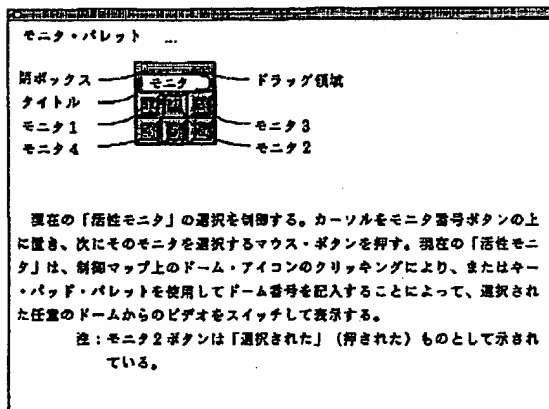 モニタ・パレット …
閉ボックス
モニタ
ドラッグ領域
タイトル
モニタ1
モニタ3
モニタ4
モニタ2
現在の「活性モニタ」の選択を制御する。カーソルをモニタ番号ボタンの上
に置き、次にそのモニタを選択するマウス・ボタンを押す。現在の「活性モニ
タ」は、制御マップ上のドーム・アイコンのクリッキングにより、またはキー
・パッド・パレットを使用してドーム番号を記入することによって、選択され
た任意のドームからのビデオをスイッチして表示する。
注:モニタ2ボタンは「選択された」(押された)ものとして示され
ている。